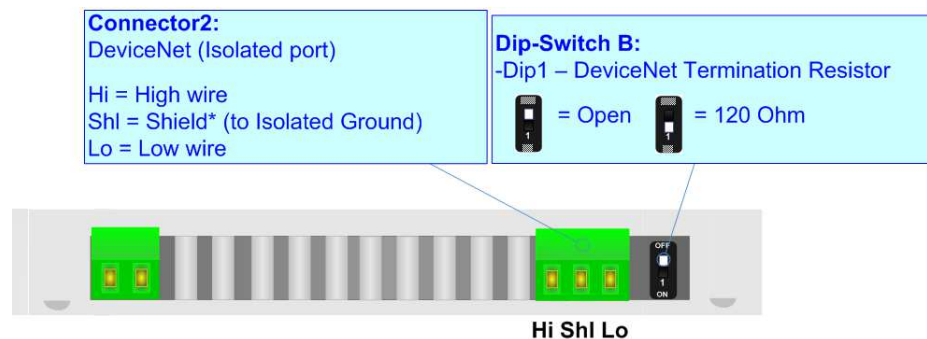 Connector2:
DeviceNet (Isolated port)
Hi = High wire
Shl = Shield* (to Isolated Ground)
Lo = Low wire
Dip-Switch B:
-Dip1 – DeviceNet Termination Resistor
1 = Open 1 = 120 Ohm
OFF
1
ON
Hi Shl Lo